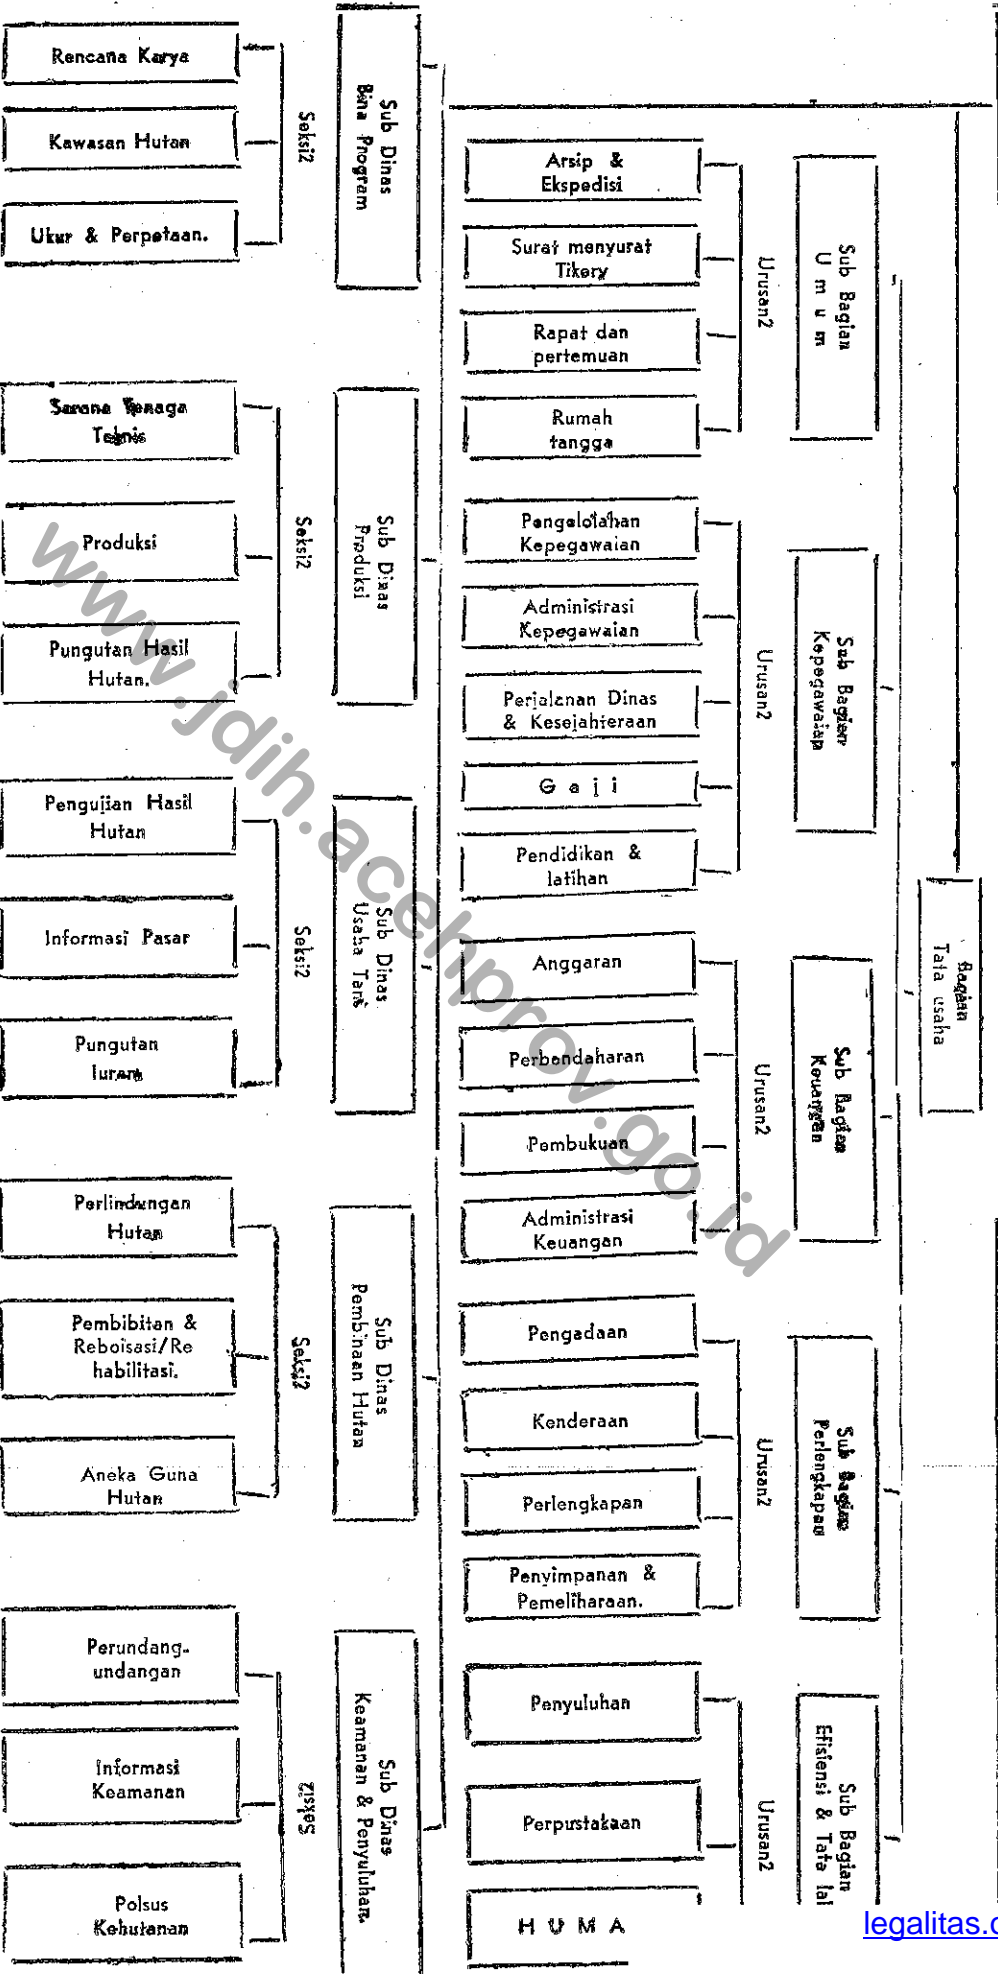 Rencana Karya
Kawasan Hutan
Ukur & Perpetaan.
Seksi2
Sub Dinas
Bina Program
Sarana Tenaga
Teknis
Produksi
Pungutan Hasil
Hutan.
Seksi2
Sub Dinas
Produksi
Pengujian Hasil
Hutan
Informasi Pasar
Pungutan
Iuran
Seksi2
Sub Dinas
Usaha Tani
Perlindungan
Hutan
Pembibitan &
Reboisasi/Re
habilitasi.
Aneka Guna
Hutan
Seksi2
Sub Dinas
Pembinaan Hutan
Perundang-
undangan
Informasi
Keamanan
Polsus
Kehutanan
Seksi2
Sub Dinas
Keamanan & Penyuluhan.
Arsip &
Ekspedisi
Surat menyurat
Tikery
Rapat dan
pertemuan
Rumah
tangga
Urusan2
Sub Bagian
U m u m
Pengelolahan
Kepegawaian
Administrasi
Kepegawaian
Perjalanan Dinas
& Kesejahteraan
G a j i
Pendidikan &
latihan
Urusan2
Sub Bagian
Kepegawaian
Anggaran
Perbendaharan
Pembukuan
Administrasi
Keuangan
Urusan2
Sub Bagian
Keuangan
Pengadaan
Kenderaan
Perlengkapan
Penyimpanan &
Pemeliharaan.
Urusan2
Sub Bagian
Perlengkapan
Penyuluhan
Perpustakaan
H U M A
Urusan2
Sub Bagian
Efisiensi & Tata lal
Bagian
Tata usaha
www.jdih.acehprov.go.id
legalitas.o